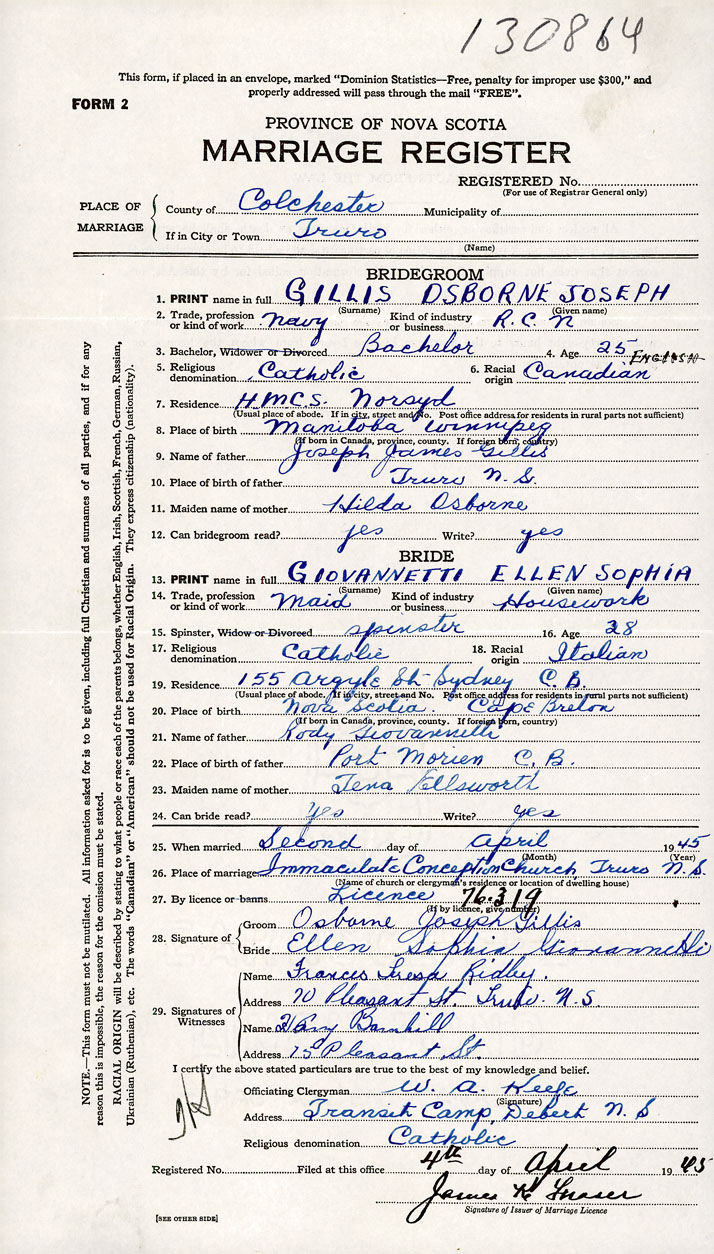 130864
This form, if placed in an envelope, marked "Dominion Statistics—Free, penalty for improper use $300," and
properly addressed will pass through the mail "FREE".
FORM 2
PROVINCE OF NOVA SCOTIA
MARRIAGE REGISTER
REGISTERED No.
(For use of Registrar General only)
PLACE OF MARRIAGE
County of Colchester Municipality of
If in City or Town Truro
(Name)
BRIDEGROOM
1. PRINT name in full GILLIS OSBORNE JOSEPH
(Surname) (Given name)
2. Trade, profession or kind of work Navy Kind of industry or business R.C.N
3. Bachelor, Widower or Divorced Bachelor 4. Age 25
ENGLISH
5. Religious denomination Catholic 6. Racial origin Canadian
7. Residence H.M.C.S. Norsyd
(Usual place of abode. If in city, street and No. Post office address for residents in rural parts not sufficient)
8. Place of birth Manitoba Winnipeg
(If born in Canada, province, county. If foreign born, country)
9. Name of father Joseph James Gillis
10. Place of birth of father Truro N.S.
11. Maiden name of mother Hilda Osborne
12. Can bridegroom read? yes Write? yes
BRIDE
13. PRINT name in full GIOVANNETTI ELLEN SOPHIA
(Surname) (Given name)
14. Trade, profession or kind of work Maid Kind of industry or business Housework
15. Spinster, Widow or Divorced spinster 16. Age 28
17. Religious denomination Catholic 18. Racial origin Italian
19. Residence 155 Argyle St. Sydney C.B.
(Usual place of abode. If in city, street and No. Post office address for residents in rural parts not sufficient)
20. Place of birth Nova Scotia. Cape Breton
(If born in Canada, province, county. If foreign born, country)
21. Name of father Rody Giovannetti
22. Place of birth of father Port Morien C.B.
23. Maiden name of mother Tena Ellsworth
24. Can bride read? Yes Write? yes
25. When married Second day of April 1945
(Month) (Year)
26. Place of marriage Immaculate Conception Church, Truro N.S.
(Name of church or clergyman's residence or location of dwelling house)
27. By licence or banns Licence 76319
(If by licence, give number)
28. Signature of
Groom Osborne Joseph Gillis
Bride Ellen Sophia Giovannetti
29. Signatures of Witnesses
Name Frances Tresa Ridley.
Address 70 Pleasant St. Truro. N.S.
Name Barnhill
Address 75 Pleasant St.
I certify the above stated particulars are true to the best of my knowledge and belief.
Officiating Clergyman W. A. Keefe
(Signature)
Address Transit Camp, Debert N.S
Religious denomination Catholic
Registered No. Filed at this office 4th day of April 1945
James Fraser
Signature of Issuer of Marriage Licence
[SEE OTHER SIDE]
NOTE.—This form must not be mutilated. All information asked for is to be given, including full Christian and surnames of all parties, and if for any
reason this is impossible, the reason for the omission must be stated.
RACIAL ORIGIN will be described by stating to what people or race each of the parents belongs, whether English, Irish, Scottish, French, German, Russian,
Ukrainian (Ruthenian), etc. The words "Canadian" or "American" should not be used for Racial Origin. They express citizenship (nationality).